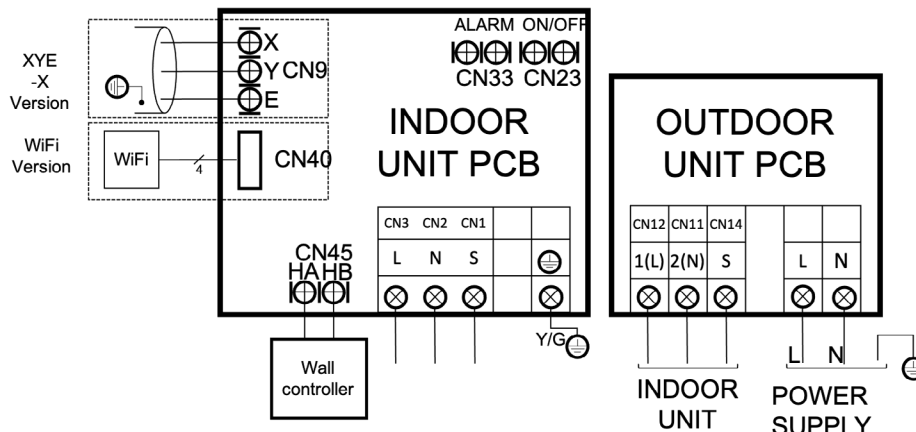 XYE
-X
Version
X
Y CN9
E
ALARM ON/OFF
CN33 CN23
WiFi
Version
WiFi
4
CN40
INDOOR
UNIT PCB
CN3 CN2 CN1
L N S
CN45
HA HB
Y/G
Wall
controller
OUTDOOR
UNIT PCB
CN12 CN11 CN14
1(L) 2(N) S L N
L N
INDOOR
UNIT
POWER
SUPPLY